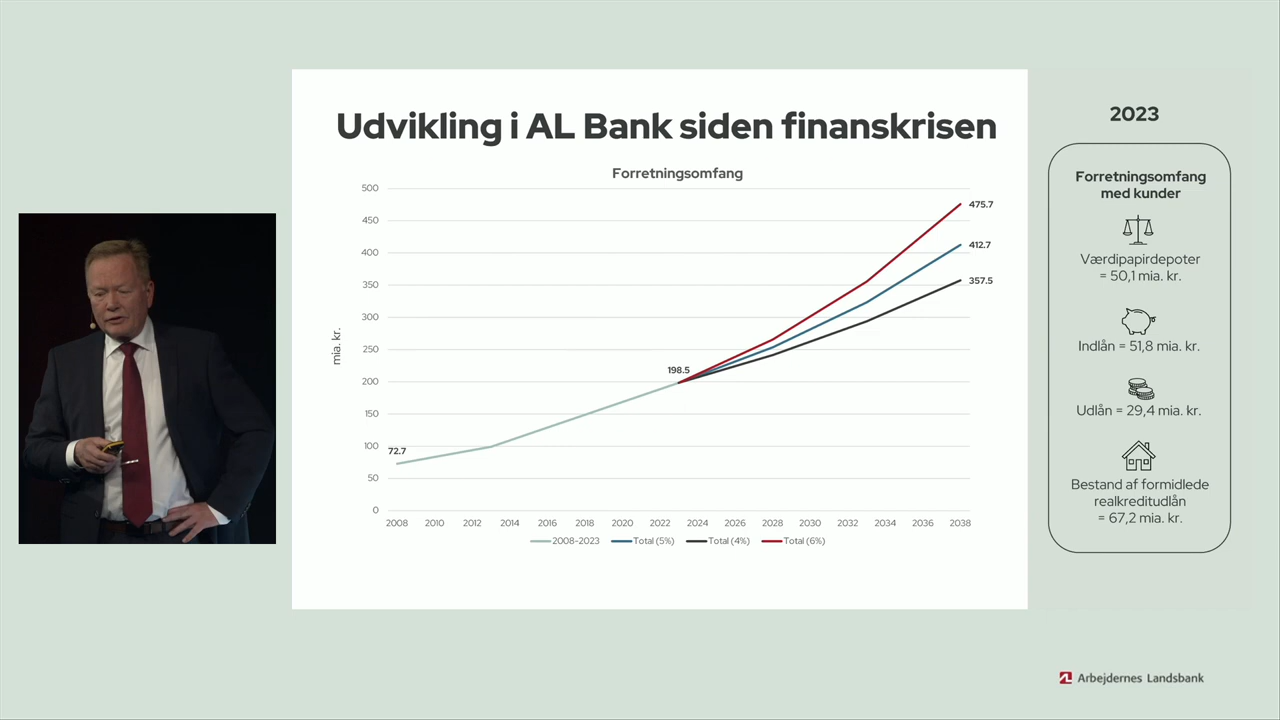 Udvikling i AL Bank siden finanskrisen
Forretningsomfang
mia. kr.
500
450
400
350
300
250
200
150
100
50
0
72.7
198.5
475.7
412.7
357.5
2008 2010 2012 2014 2016 2018 2020 2022 2024 2026 2028 2030 2032 2034 2036 2038
2008-2023 Total (5%) Total (4%) Total (6%)
2023
Forretningsomfang
med kunder
Værdipapirdepoter
= 50,1 mia. kr.
Indlån = 51,8 mia. kr.
Udlån = 29,4 mia. kr.
Bestand af formidlede
realkreditudlån
= 67,2 mia. kr.
Arbejdernes Landsbank